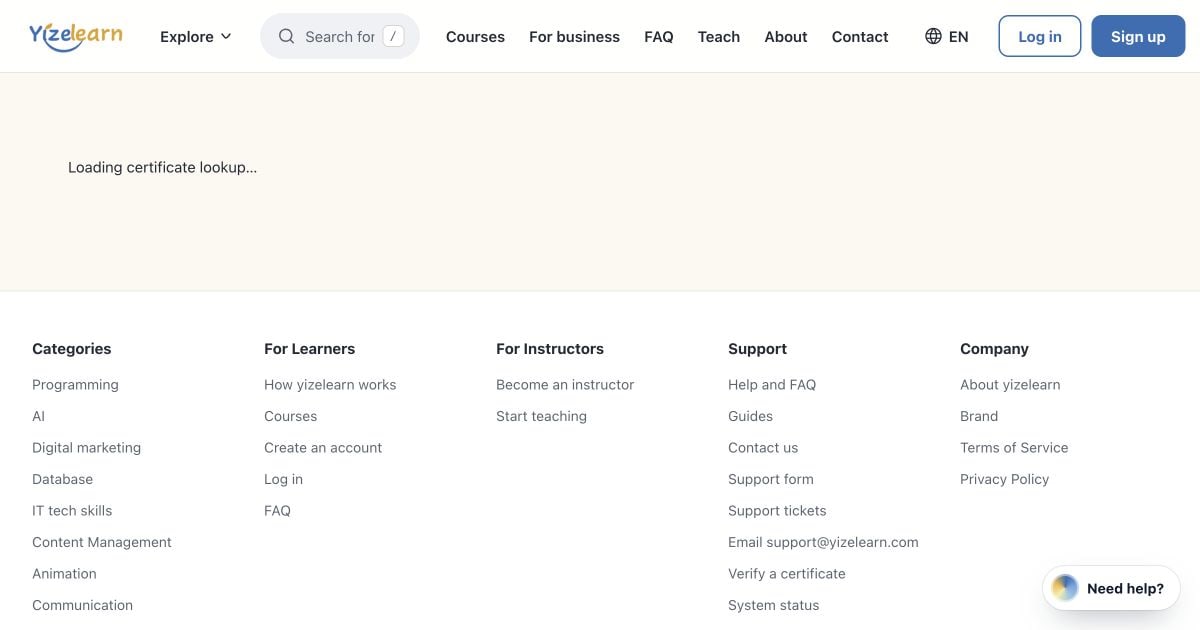 Yizelearn
Explore
Search for /
Courses
For business
FAQ
Teach
About
Contact
EN
Log in
Sign up
Loading certificate lookup...
Categories
Programming
AI
Digital marketing
Database
IT tech skills
Content Management
Animation
Communication
For Learners
How yizelearn works
Courses
Create an account
Log in
FAQ
For Instructors
Become an instructor
Start teaching
Support
Help and FAQ
Guides
Contact us
Support form
Support tickets
Email support@yizelearn.com
Verify a certificate
System status
Company
About yizelearn
Brand
Terms of Service
Privacy Policy
Need help?